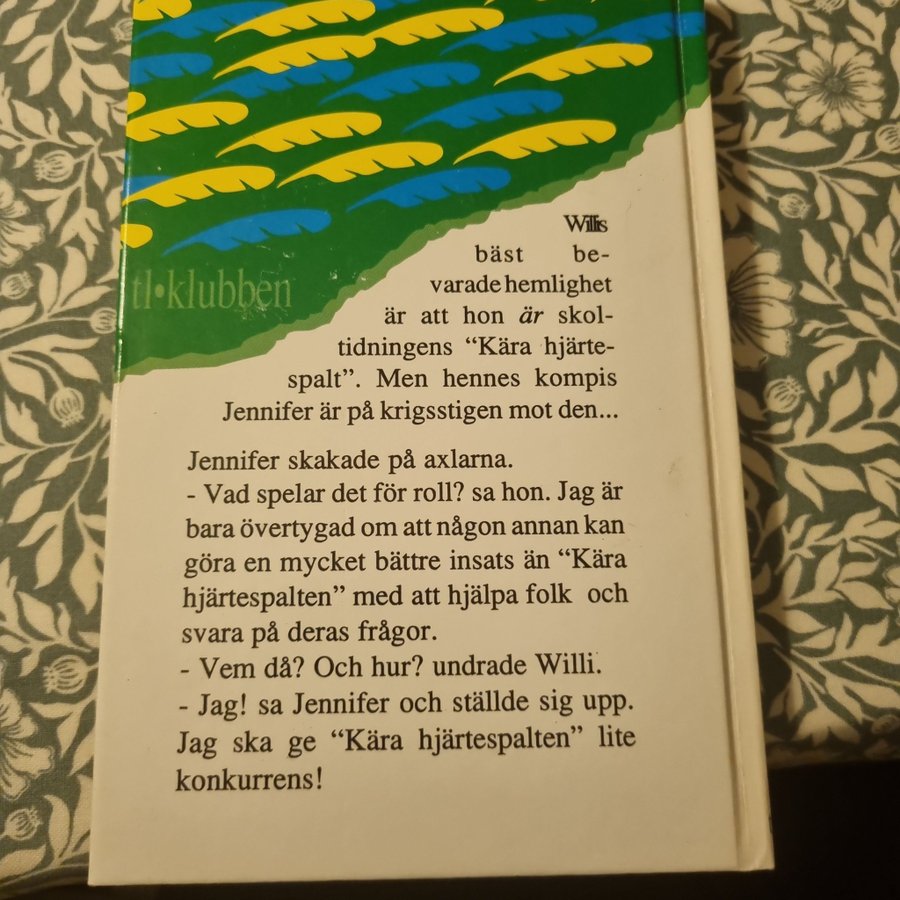 Willis
bäst be-
varade hemlighet
är att hon är skol-
tidningens “Kära hjärte-
spalt”. Men hennes kompis
Jennifer är på krigsstigen mot den...
tl•klubben
Jennifer skakade på axlarna.
- Vad spelar det för roll? sa hon. Jag är
bara övertygad om att någon annan kan
göra en mycket bättre insats än “Kära
hjärtespalten” med att hjälpa folk och
svara på deras frågor.
- Vem då? Och hur? undrade Willi.
- Jag! sa Jennifer och ställde sig upp.
Jag ska ge “Kära hjärtespalten” lite
konkurrens!